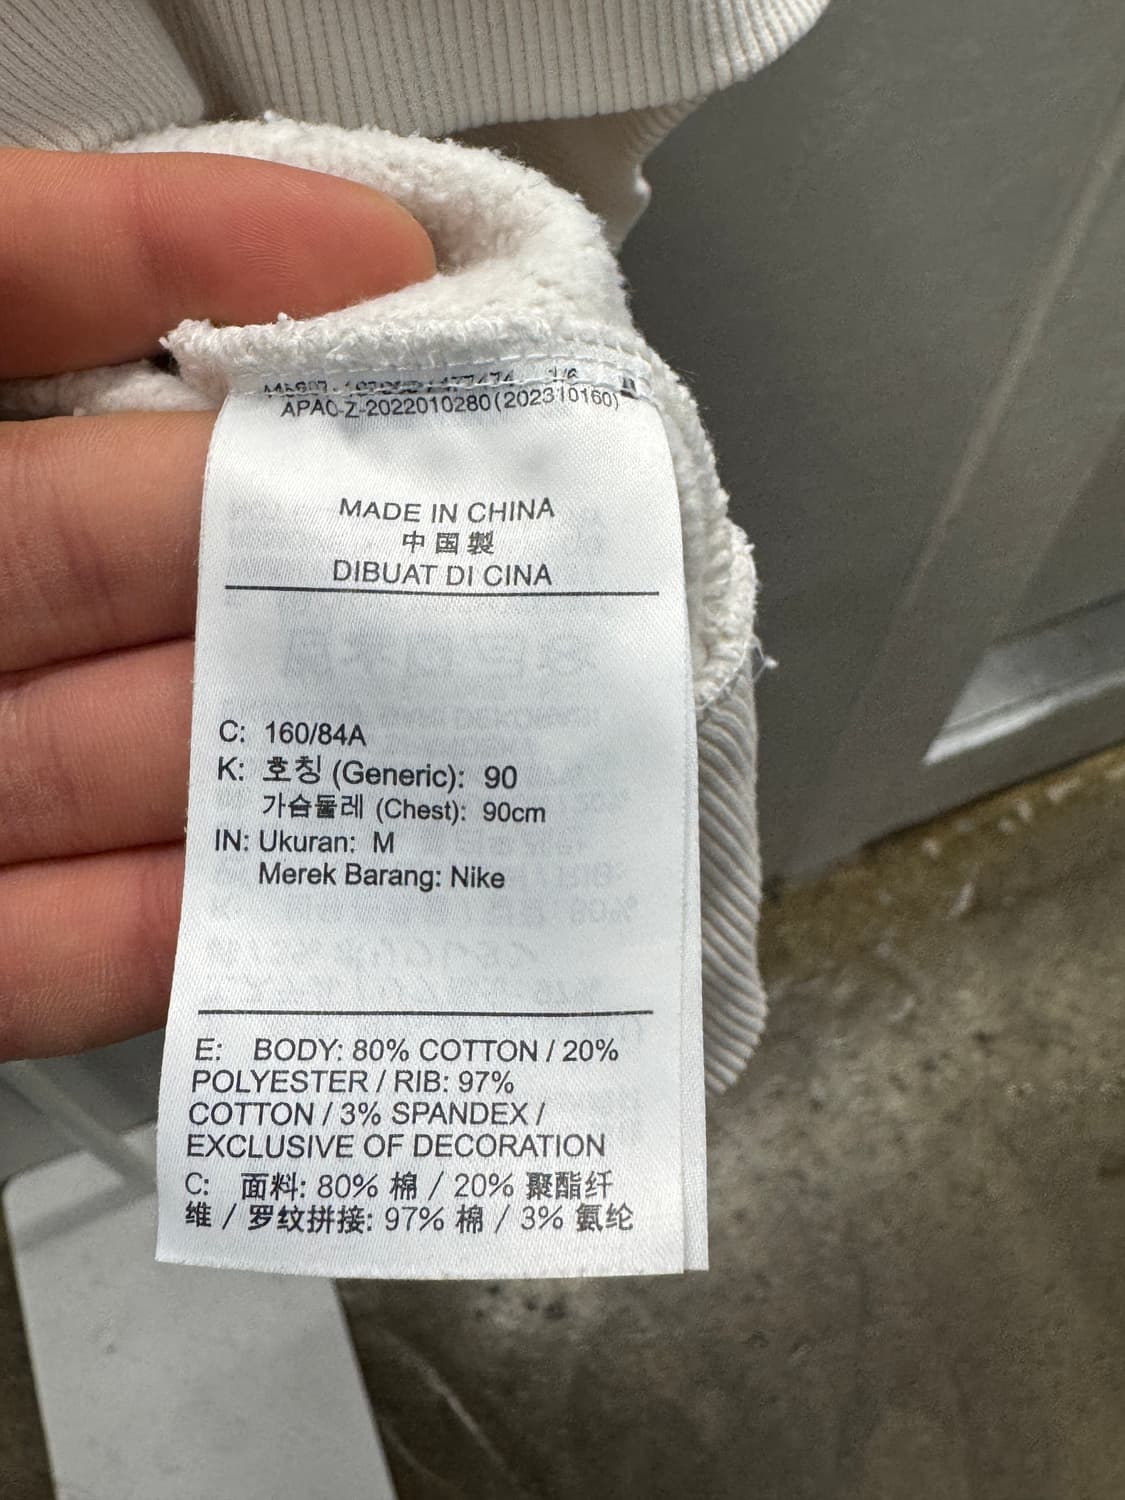 1/6
APAC-Z-2022010280(202310160)
MADE IN CHINA
中国製
DIBUAT DI CINA
C: 160/84A
K: 호칭 (Generic): 90
가슴둘레 (Chest): 90cm
IN: Ukuran: M
Merek Barang: Nike
E: BODY: 80% COTTON / 20%
POLYESTER / RIB: 97%
COTTON / 3% SPANDEX /
EXCLUSIVE OF DECORATION
C: 面料: 80% 棉 / 20% 聚酯纤
维 / 罗纹拼接: 97% 棉 / 3% 氨纶